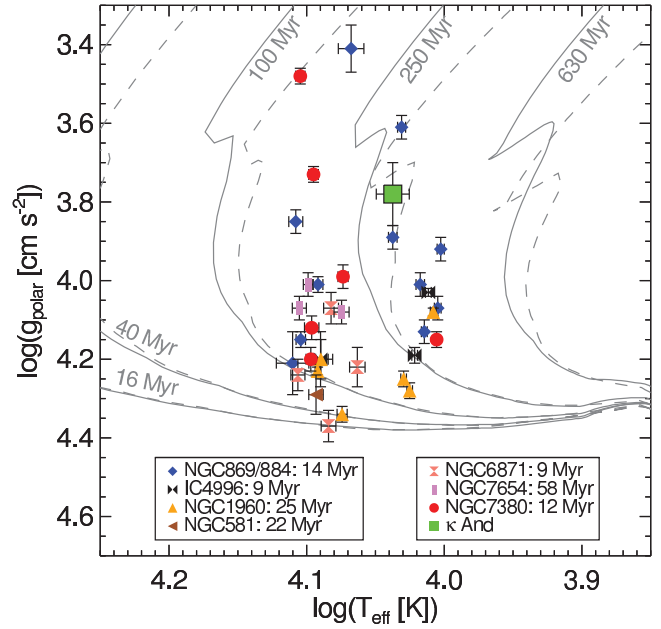 3.4
3.6
3.8
4.0
4.2
4.4
4.6
log(g_polar) [cm s⁻²]
100 Myr
250 Myr
630 Myr
40 Myr
16 Myr
NGC869/884: 14 Myr
IC4996: 9 Myr
NGC1960: 25 Myr
NGC581: 22 Myr
NGC6871: 9 Myr
NGC7654: 58 Myr
NGC7380: 12 Myr
κ And
4.2
4.1
4.0
3.9
log(T_eff [K])